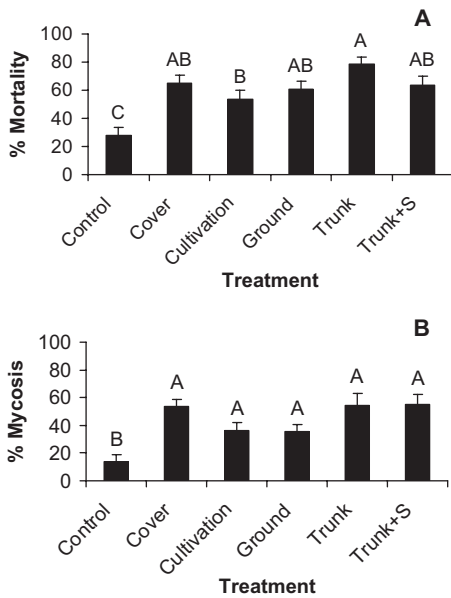 A
% Mortality
100
80
60
40
20
0
C
AB
B
AB
A
AB
Control
Cover
Cultivation
Ground
Trunk
Trunk+S
Treatment
B
% Mycosis
100
80
60
40
20
0
B
A
A
A
A
A
Control
Cover
Cultivation
Ground
Trunk
Trunk+S
Treatment